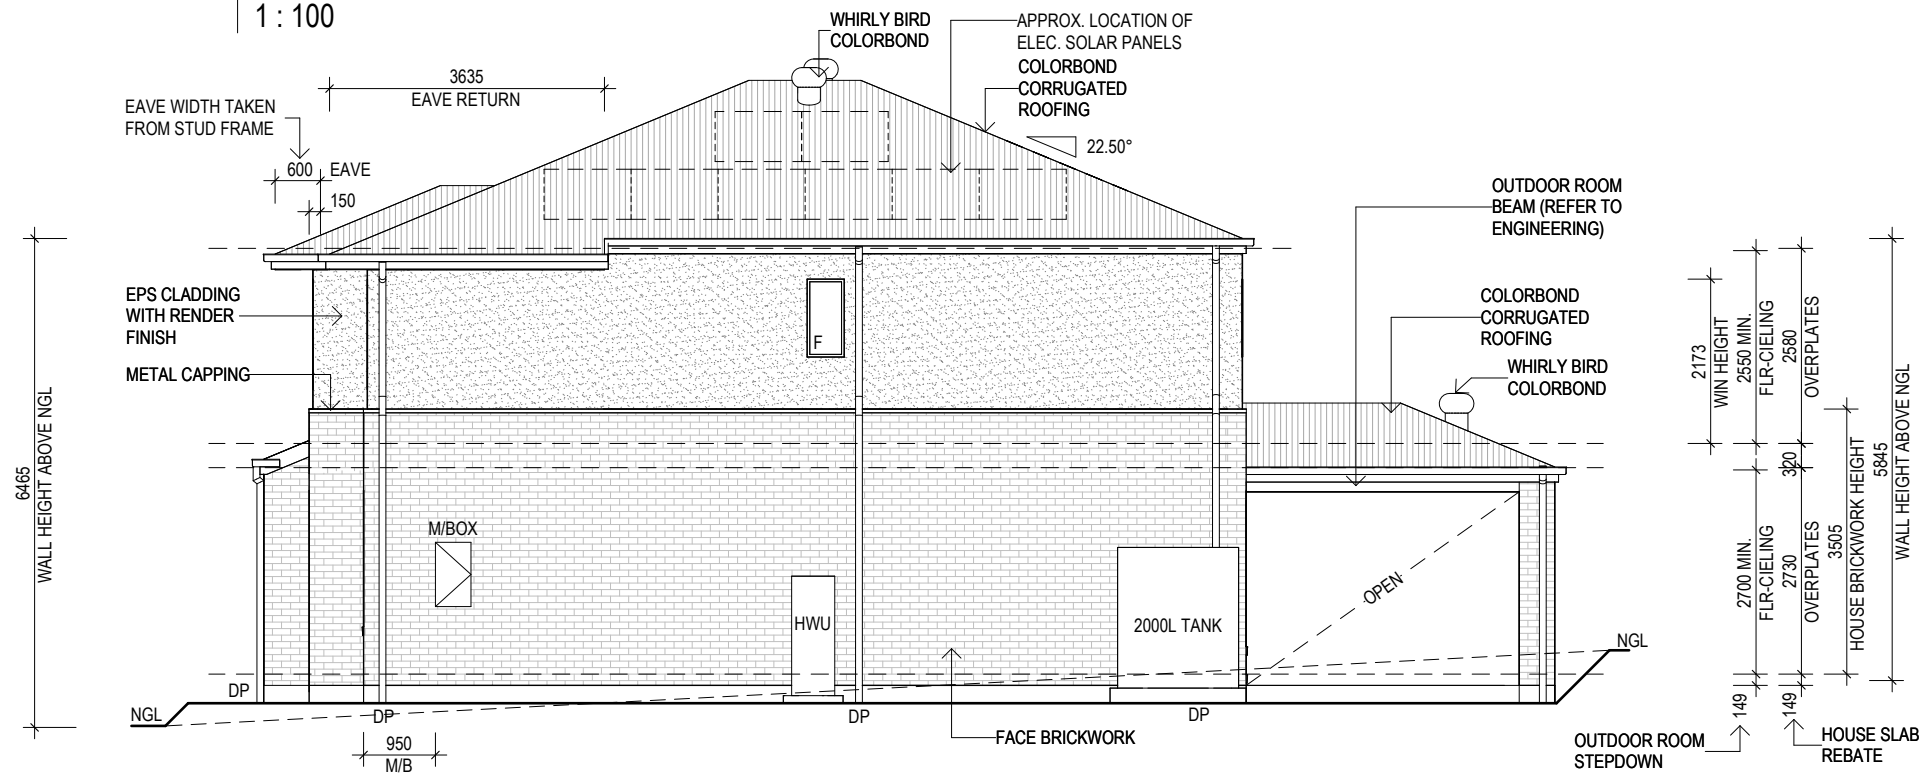 1 : 100
WHIRLY BIRD
COLORBOND
APPROX. LOCATION OF
ELEC. SOLAR PANELS
COLORBOND
CORRUGATED
ROOFING
3635
EAVE RETURN
EAVE WIDTH TAKEN
FROM STUD FRAME
22.50°
600 EAVE
150
OUTDOOR ROOM
BEAM (REFER TO
ENGINEERING)
EPS CLADDING
WITH RENDER
FINISH
METAL CAPPING
F
COLORBOND
CORRUGATED
ROOFING
WHIRLY BIRD
COLORBOND
6465
WALL HEIGHT ABOVE NGL
2173
WIN HEIGHT
2550 MIN.
FLR-CIELING
2580
OVERPLATES
320
2700 MIN.
FLR-CIELING
2730
OVERPLATES
3505
HOUSE BRICKWORK HEIGHT
5845
WALL HEIGHT ABOVE NGL
M/BOX
HWU
2000L TANK
OPEN
NGL
DP
NGL
DP
DP
DP
149
149
950
M/B
FACE BRICKWORK
OUTDOOR ROOM
STEPDOWN
HOUSE SLAB
REBATE